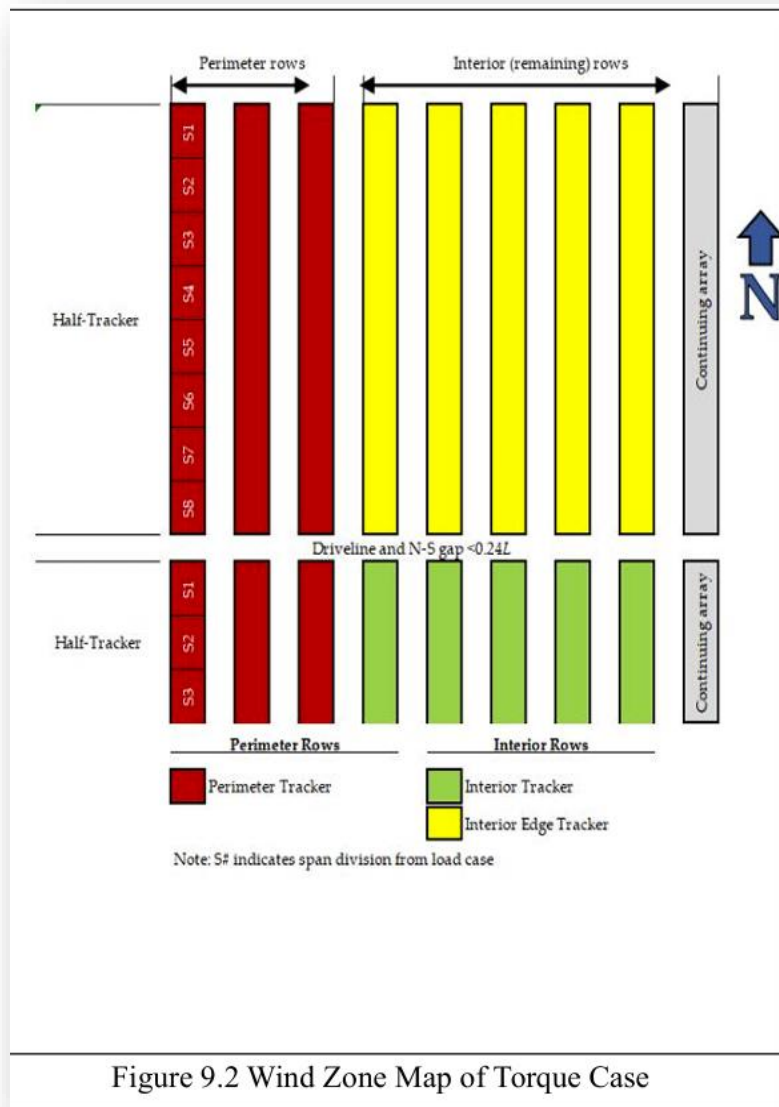 Perimeter rows
Interior (remaining) rows
S1
S2
S3
S4
S5
S6
S7
S8
Half-Tracker
Continuing array
N
Driveline and N-S gap <0.24L
S1
S2
S3
Half-Tracker
Continuing array
Perimeter Rows
Interior Rows
Perimeter Tracker
Interior Tracker
Interior Edge Tracker
Note: S# indicates span division from load case
Figure 9.2 Wind Zone Map of Torque Case